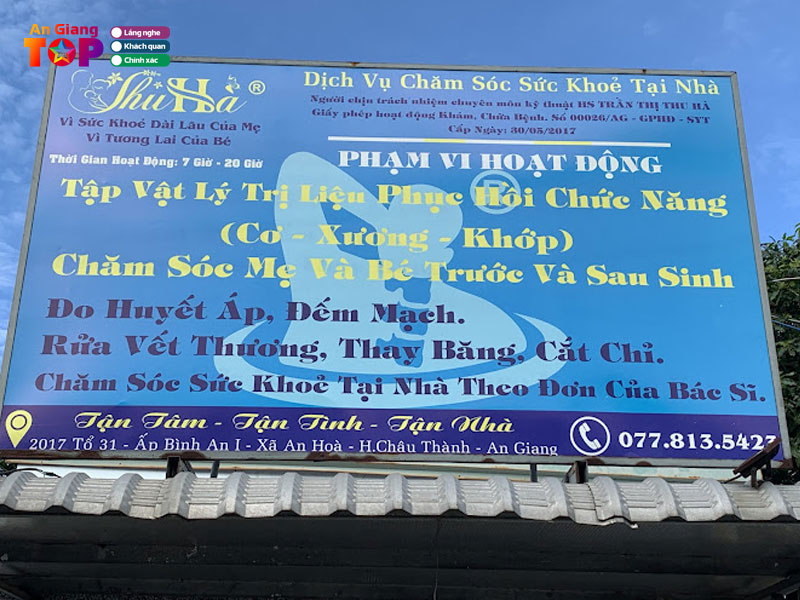 An Giang
TOP
Lắng nghe
Khách quan
Chính xác
Thu Hà ®
Vì Sức Khoẻ Dài Lâu Của Mẹ
Vì Tương Lai Của Bé
Thời Gian Hoạt Động: 7 Giờ - 20 Giờ
Dịch Vụ Chăm Sóc Sức Khoẻ Tại Nhà
Người chịu trách nhiệm chuyên môn kỹ thuật HS TRẦN THỊ THU HÀ
Giấy phép hoạt động Khám, Chữa Bệnh. Số 00026/AG - GPHĐ - SYT
Cấp Ngày: 30/05/2017
PHẠM VI HOẠT ĐỘNG
®
Tập Vật Lý Trị Liệu Phục Hồi Chức Năng
(Cơ - Xương - Khớp)
Chăm Sóc Mẹ Và Bé Trước Và Sau Sinh
Đo Huyết Áp, Đếm Mạch.
Rửa Vết Thương, Thay Băng, Cắt Chỉ.
Chăm Sóc Sức Khoẻ Tại Nhà Theo Đơn Của Bác Sĩ.
Tận Tâm - Tận Tình - Tận Nhà
2017 Tổ 31 - Ấp Bình An I - Xã An Hoà - H.Châu Thành - An Giang
077.813.5423